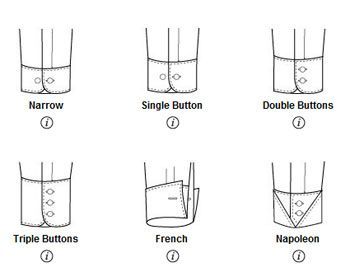 Narrow
Single Button
Double Buttons
i
i
i
Triple Buttons
French
Napoleon
i
i
i